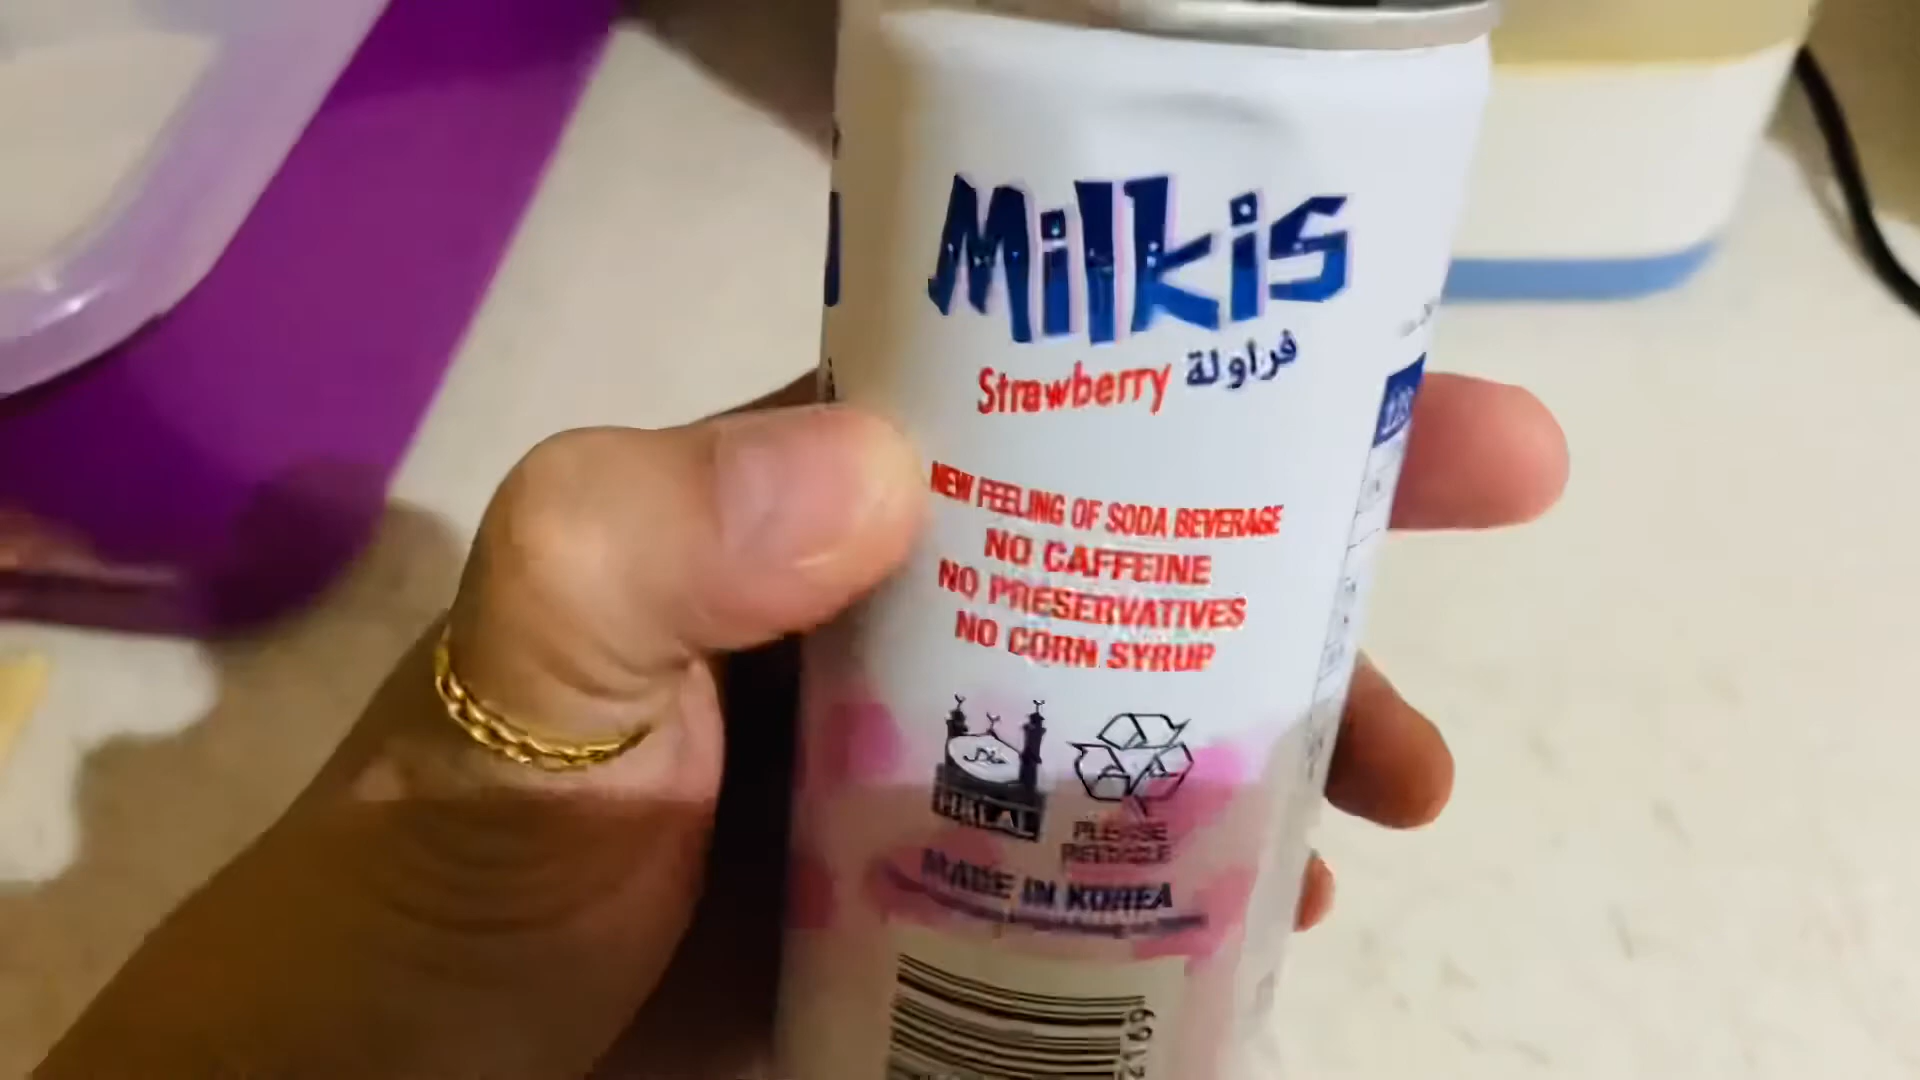 Milkis
Strawberry فراولة
NEW FEELING OF SODA BEVERAGE
NO CAFFEINE
NO PRESERVATIVES
NO CORN SYRUP
حلال
HALAL
PLEASE
RECYCLE
MADE IN KOREA
2169